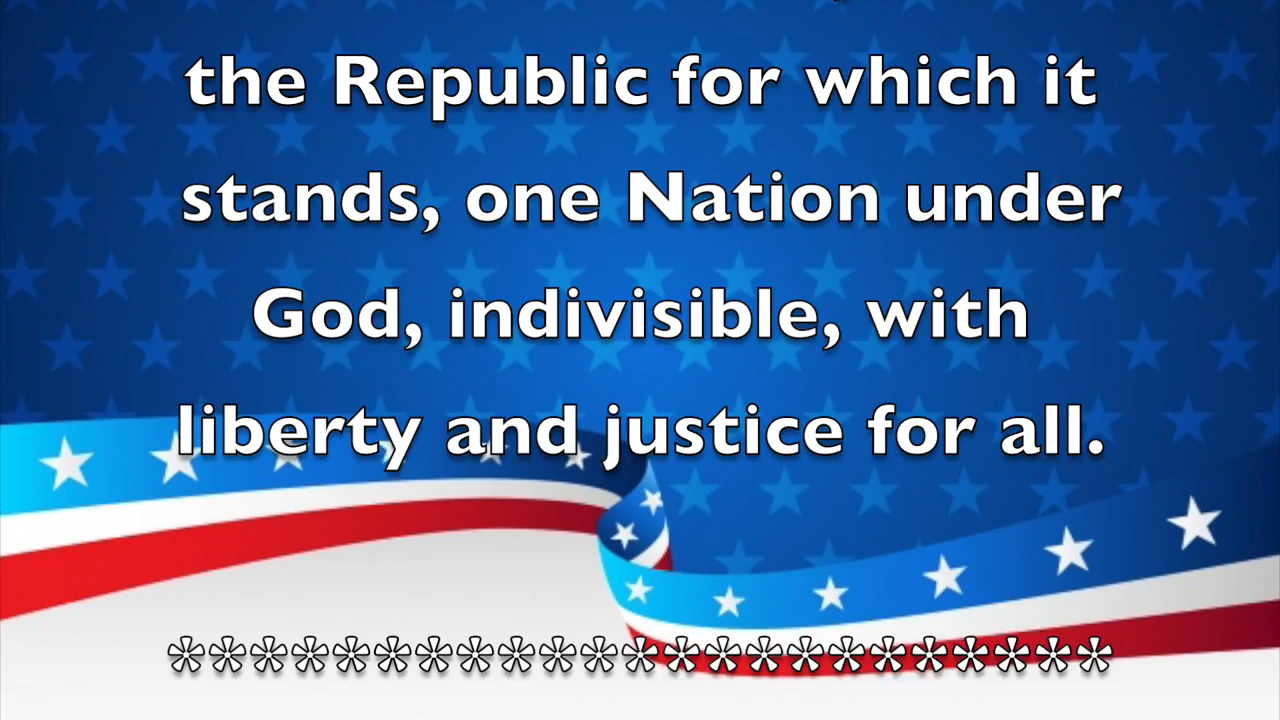 the Republic for which it
stands, one Nation under
God, indivisible, with
liberty and justice for all.
***********************